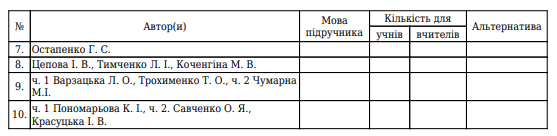 № Автор(и) Мова підручника Кількість для Альтернатива
учнів вчителів
7. Остапенко Г. С.
8. Цепова І. В., Тимченко Л. І., Коченгіна М. В.
9. ч. 1 Варзацька Л. О., Трохименко Т. О., ч. 2 Чумарна
М.І.
10. ч. 1 Пономарьова К. І., ч. 2. Савченко О. Я.,
Красуцька І. В.